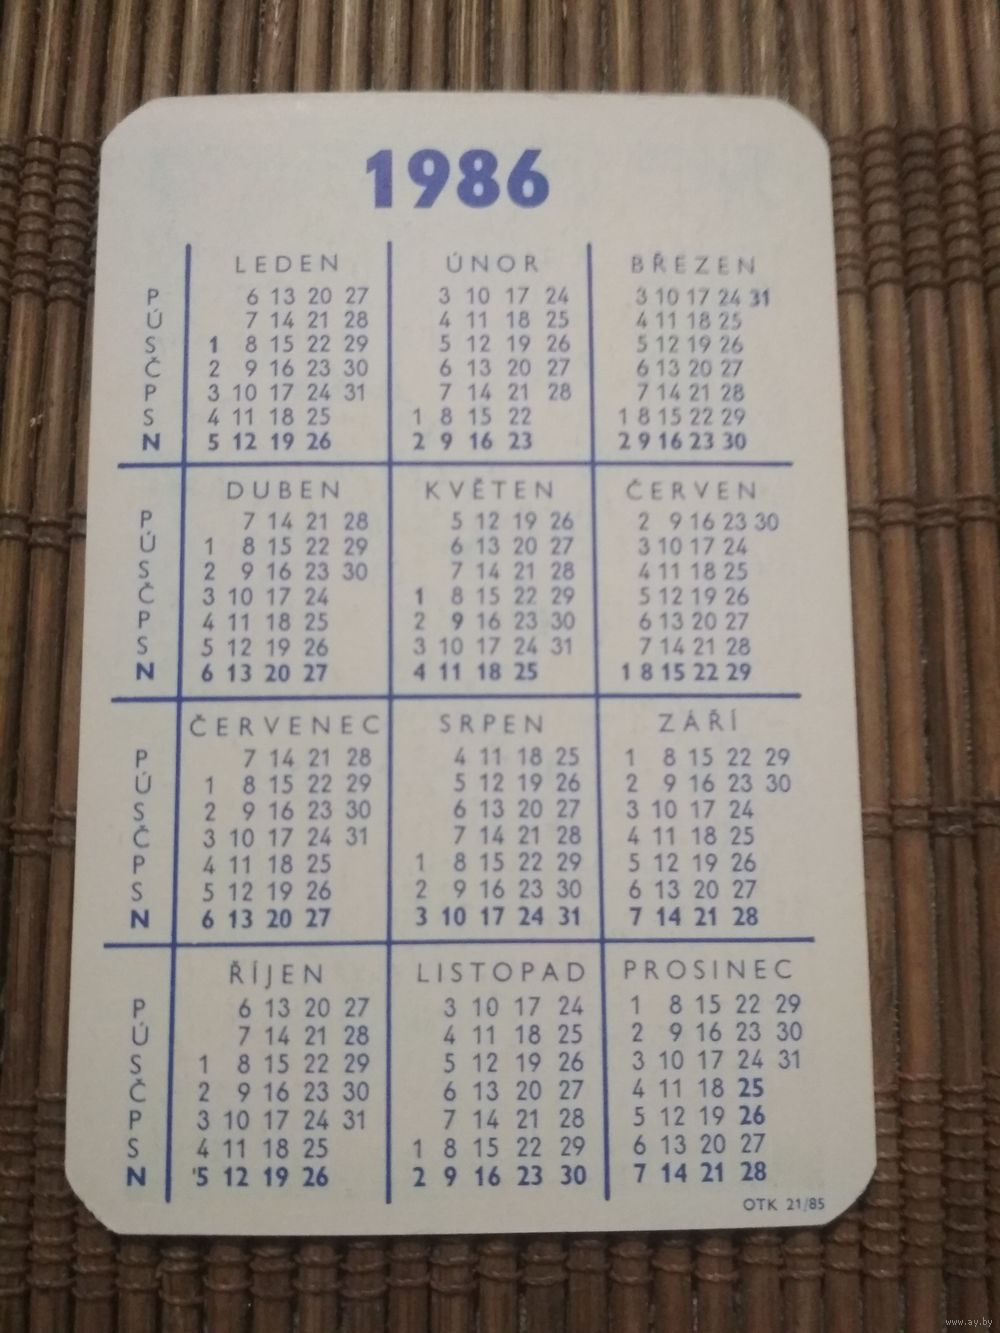 1986
LEDEN ÚNOR BŘEZEN
P 6 13 20 27 3 10 17 24 3 10 17 24 31
Ú 7 14 21 28 4 11 18 25 4 11 18 25
S 1 8 15 22 29 5 12 19 26 5 12 19 26
Č 2 9 16 23 30 6 13 20 27 6 13 20 27
P 3 10 17 24 31 7 14 21 28 7 14 21 28
S 4 11 18 25 1 8 15 22 1 8 15 22 29
N 5 12 19 26 2 9 16 23 2 9 16 23 30
DUBEN KVĚTEN ČERVEN
P 7 14 21 28 5 12 19 26 2 9 16 23 30
Ú 1 8 15 22 29 6 13 20 27 3 10 17 24
S 2 9 16 23 30 7 14 21 28 4 11 18 25
Č 3 10 17 24 1 8 15 22 29 5 12 19 26
P 4 11 18 25 2 9 16 23 30 6 13 20 27
S 5 12 19 26 3 10 17 24 31 7 14 21 28
N 6 13 20 27 4 11 18 25 1 8 15 22 29
ČERVENEC SRPEN ZÁŘÍ
P 7 14 21 28 4 11 18 25 1 8 15 22 29
Ú 1 8 15 22 29 5 12 19 26 2 9 16 23 30
S 2 9 16 23 30 6 13 20 27 3 10 17 24
Č 3 10 17 24 31 7 14 21 28 4 11 18 25
P 4 11 18 25 1 8 15 22 29 5 12 19 26
S 5 12 19 26 2 9 16 23 30 6 13 20 27
N 6 13 20 27 3 10 17 24 31 7 14 21 28
ŘÍJEN LISTOPAD PROSINEC
P 6 13 20 27 3 10 17 24 1 8 15 22 29
Ú 7 14 21 28 4 11 18 25 2 9 16 23 30
S 1 8 15 22 29 5 12 19 26 3 10 17 24 31
Č 2 9 16 23 30 6 13 20 27 4 11 18 25
P 3 10 17 24 31 7 14 21 28 5 12 19 26
S 4 11 18 25 1 8 15 22 29 6 13 20 27
N 5 12 19 26 2 9 16 23 30 7 14 21 28
OTK 21/85
www.ay.by